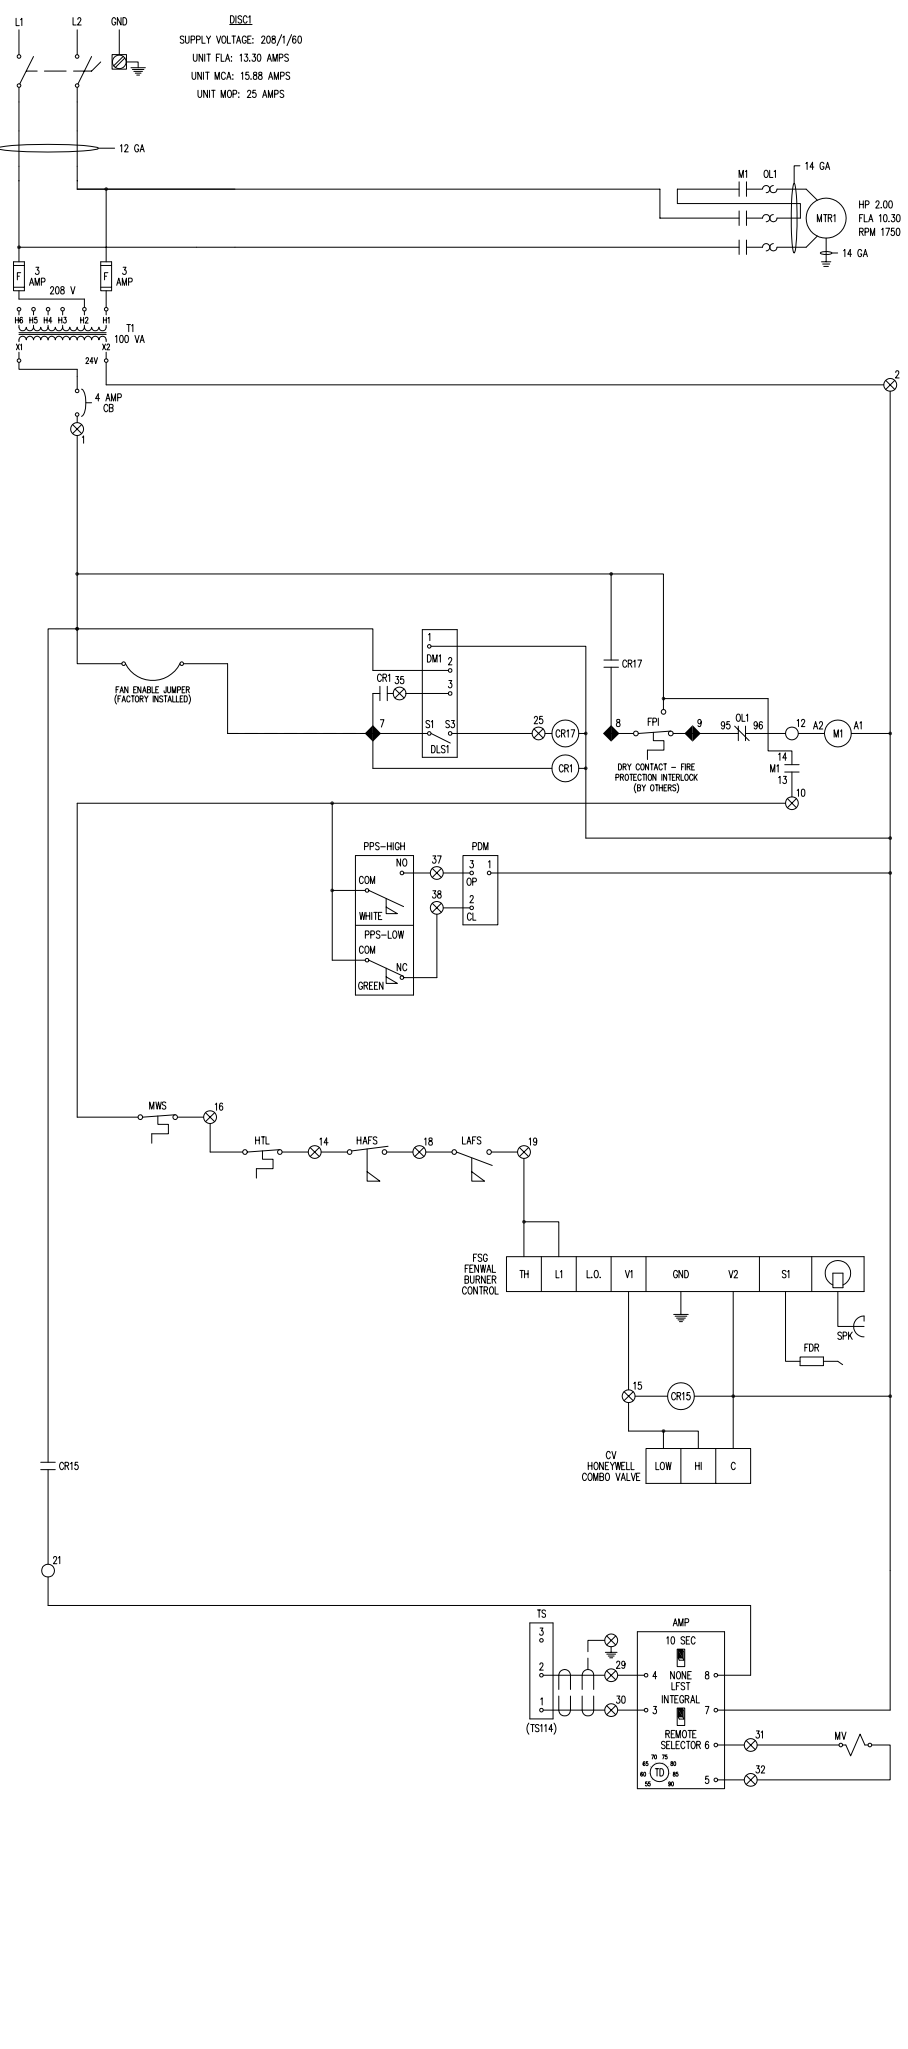 L1
L2
GND
DISC1
SUPPLY VOLTAGE: 208/1/60
UNIT FLA: 13.30 AMPS
UNIT MCA: 15.88 AMPS
UNIT MOP: 25 AMPS
12 GA
14 GA
M1
OL1
MTR1
HP 2.00
FLA 10.30
RPM 1750
14 GA
F
3
AMP
F
3
AMP
208 V
H6
H5
H4
H3
H2
H1
T1
100 VA
X1
X2
24V
2
4 AMP
CB
1
FAN ENABLE JUMPER
(FACTORY INSTALLED)
1
DM1
2
3
CR1
35
7
S1
S3
DLS1
25
CR17
CR1
CR17
8
FPI
9
DRY CONTACT - FIRE
PROTECTION INTERLOCK
(BY OTHERS)
95
OL1
96
12
A2
M1
A1
14
M1
13
10
PPS-HIGH
NO
COM
WHITE
PPS-LOW
COM
NC
GREEN
37
38
PDM
3
1
OP
2
CL
MWS
16
HTL
14
HAFS
18
LAFS
19
FSG
FENWAL
BURNER
CONTROL
TH
L1
L.O.
V1
GND
V2
S1
SPK
FDR
15
CR15
CV
HONEYWELL
COMBO VALVE
LOW
HI
C
CR15
21
TS
3
2
1
(TS114)
29
30
AMP
10 SEC
4
NONE
8
LFST
INTEGRAL
3
7
REMOTE
SELECTOR 6
70
75
65
80
60
TD
85
55
90
5
31
32
MV